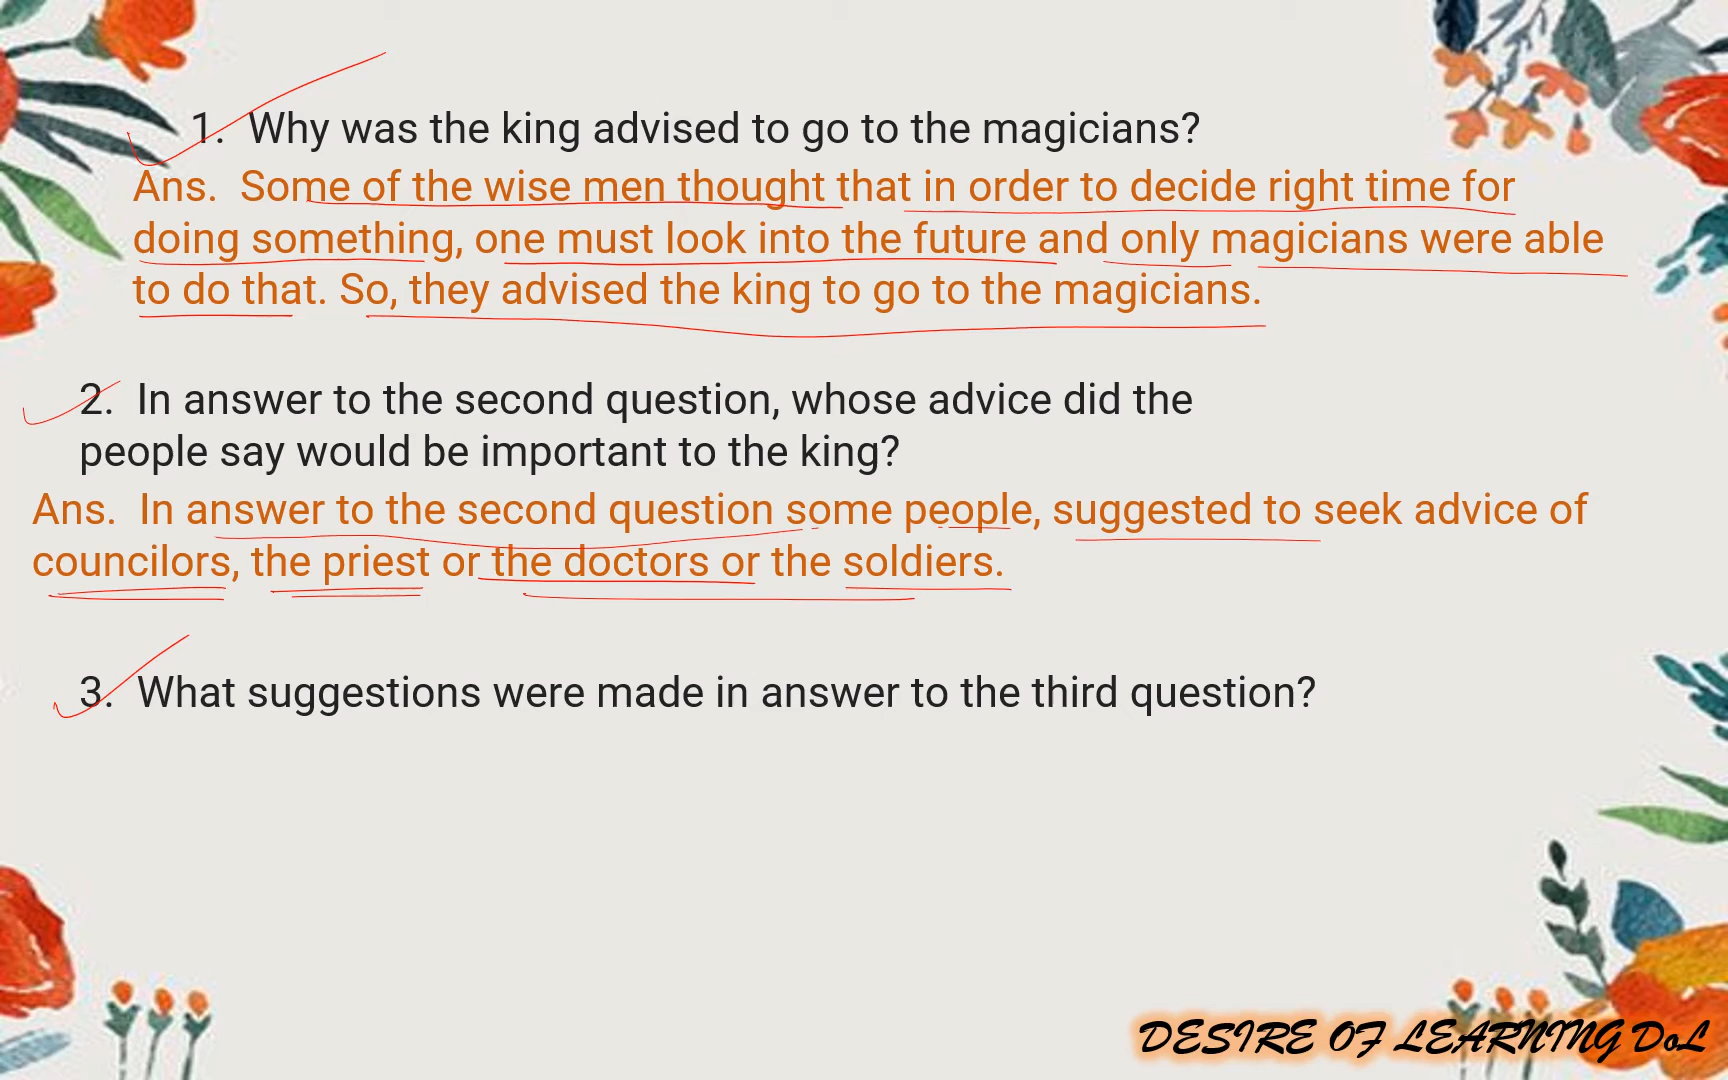 1. Why was the king advised to go to the magicians?
Ans. Some of the wise men thought that in order to decide right time for
doing something, one must look into the future and only magicians were able
to do that. So, they advised the king to go to the magicians.
2. In answer to the second question, whose advice did the
people say would be important to the king?
Ans. In answer to the second question some people, suggested to seek advice of
councilors, the priest or the doctors or the soldiers.
3. What suggestions were made in answer to the third question?
DESIRE OF LEARNING DoL